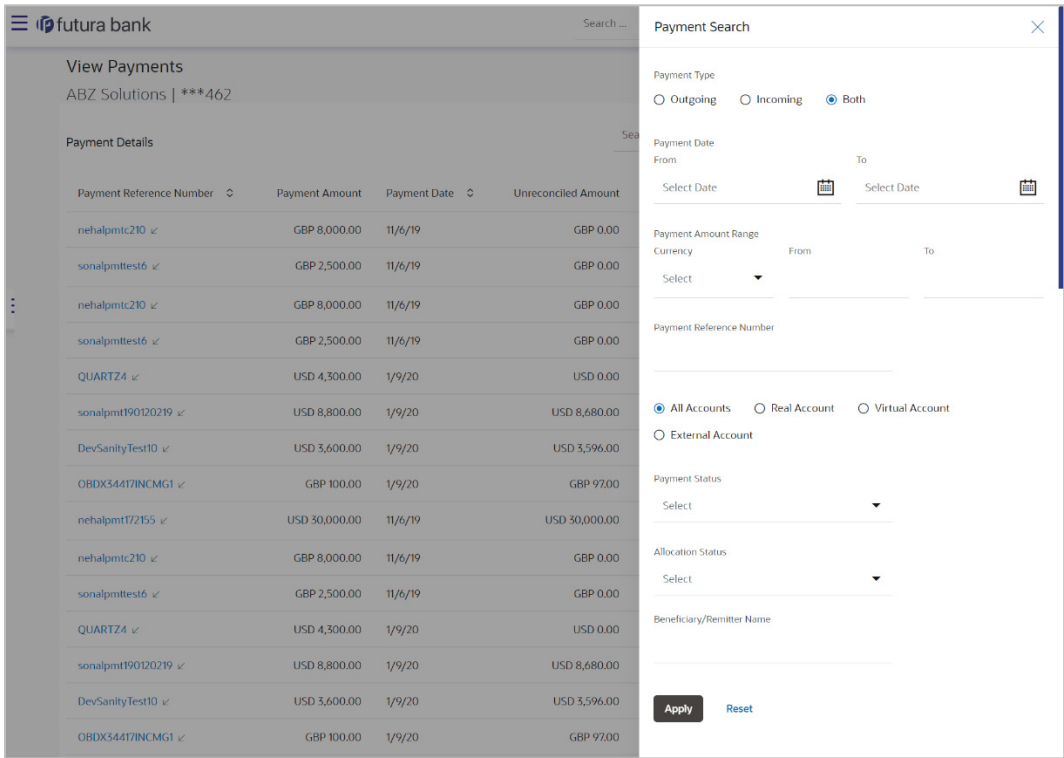 futura bank
Search ...
View Payments
ABZ Solutions | ***462
Payment Details
Sea
Payment Reference Number Payment Amount Payment Date Unreconciled Amount
nehalpmtc210 GBP 8,000.00 11/6/19 GBP 0.00
sonalpmttest6 GBP 2,500.00 11/6/19 GBP 0.00
nehalpmtc210 GBP 8,000.00 11/6/19 GBP 0.00
sonalpmttest6 GBP 2,500.00 11/6/19 GBP 0.00
QUARTZ4 USD 4,300.00 1/9/20 USD 0.00
sonalpmt190120219 USD 8,800.00 1/9/20 USD 8,680.00
DevSanityTest10 USD 3,600.00 1/9/20 USD 3,596.00
OBDX34417INCMG1 GBP 100.00 1/9/20 GBP 97.00
nehalpmt172155 USD 30,000.00 11/6/19 USD 30,000.00
nehalpmtc210 GBP 8,000.00 11/6/19 GBP 0.00
sonalpmttest6 GBP 2,500.00 11/6/19 GBP 0.00
QUARTZ4 USD 4,300.00 1/9/20 USD 0.00
sonalpmt190120219 USD 8,800.00 1/9/20 USD 8,680.00
DevSanityTest10 USD 3,600.00 1/9/20 USD 3,596.00
OBDX34417INCMG1 GBP 100.00 1/9/20 GBP 97.00
Payment Search
Payment Type
Outgoing Incoming Both
Payment Date
From To
Select Date Select Date
Payment Amount Range
Currency From To
Select
Payment Reference Number
All Accounts Real Account Virtual Account
External Account
Payment Status
Select
Allocation Status
Select
Beneficiary/Remitter Name
Apply Reset